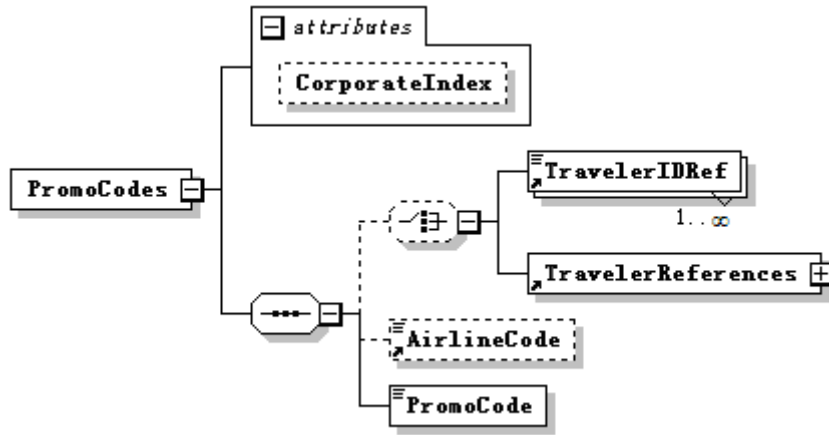 attributes
CorporateIndex
PromoCodes
TravelerIDRef
1..∞
TravelerReferences
AirlineCode
PromoCode